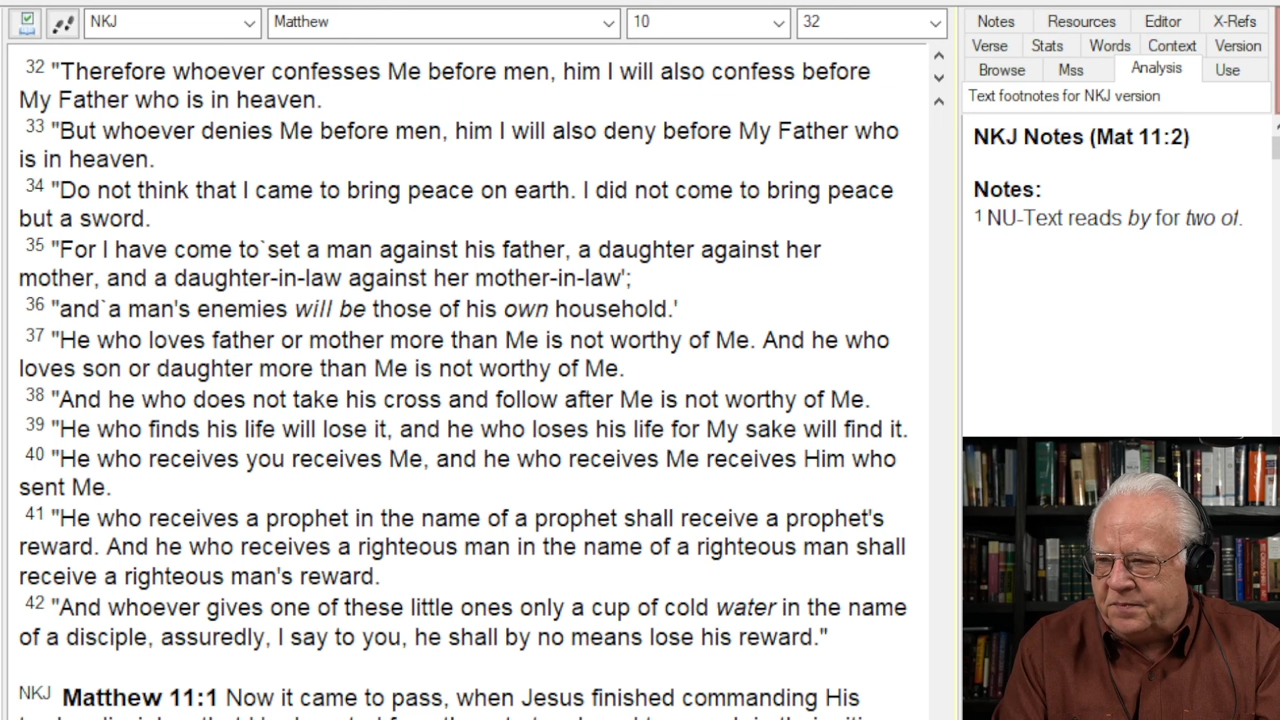 NKJ Matthew 10 32
Notes Resources Editor X-Refs
Verse Stats Words Context Version
Browse Mss Analysis Use
Text footnotes for NKJ version
32 "Therefore whoever confesses Me before men, him I will also confess before
My Father who is in heaven.
33 "But whoever denies Me before men, him I will also deny before My Father who
is in heaven.
34 "Do not think that I came to bring peace on earth. I did not come to bring peace
but a sword.
35 "For I have come to`set a man against his father, a daughter against her
mother, and a daughter-in-law against her mother-in-law';
36 "and`a man's enemies will be those of his own household.'
37 "He who loves father or mother more than Me is not worthy of Me. And he who
loves son or daughter more than Me is not worthy of Me.
38 "And he who does not take his cross and follow after Me is not worthy of Me.
39 "He who finds his life will lose it, and he who loses his life for My sake will find it.
40 "He who receives you receives Me, and he who receives Me receives Him who
sent Me.
41 "He who receives a prophet in the name of a prophet shall receive a prophet's
reward. And he who receives a righteous man in the name of a righteous man shall
receive a righteous man's reward.
42 "And whoever gives one of these little ones only a cup of cold water in the name
of a disciple, assuredly, I say to you, he shall by no means lose his reward."
NKJ Matthew 11:1 Now it came to pass, when Jesus finished commanding His
NKJ Notes (Mat 11:2)
Notes:
1 NU-Text reads by for two of.